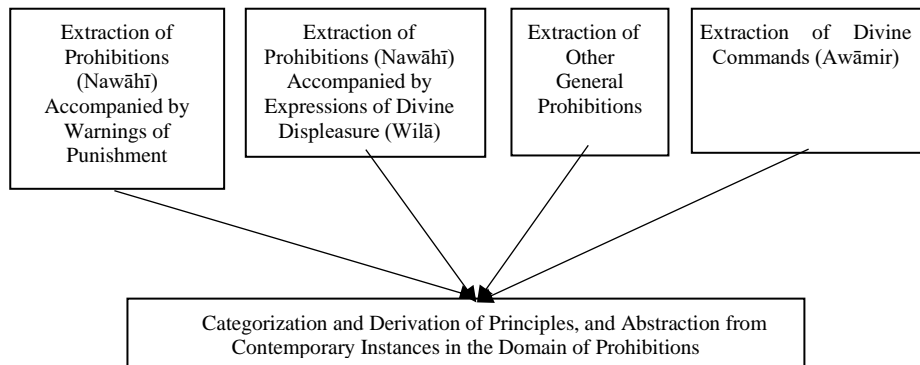 Extraction of
Prohibitions
(Nawāhī)
Accompanied by
Warnings of
Punishment
Extraction of
Prohibitions (Nawāhī)
Accompanied by
Expressions of Divine
Displeasure (Wilā)
Extraction of
Other
General
Prohibitions
Extraction of Divine
Commands (Awāmir)
Categorization and Derivation of Principles, and Abstraction from
Contemporary Instances in the Domain of Prohibitions